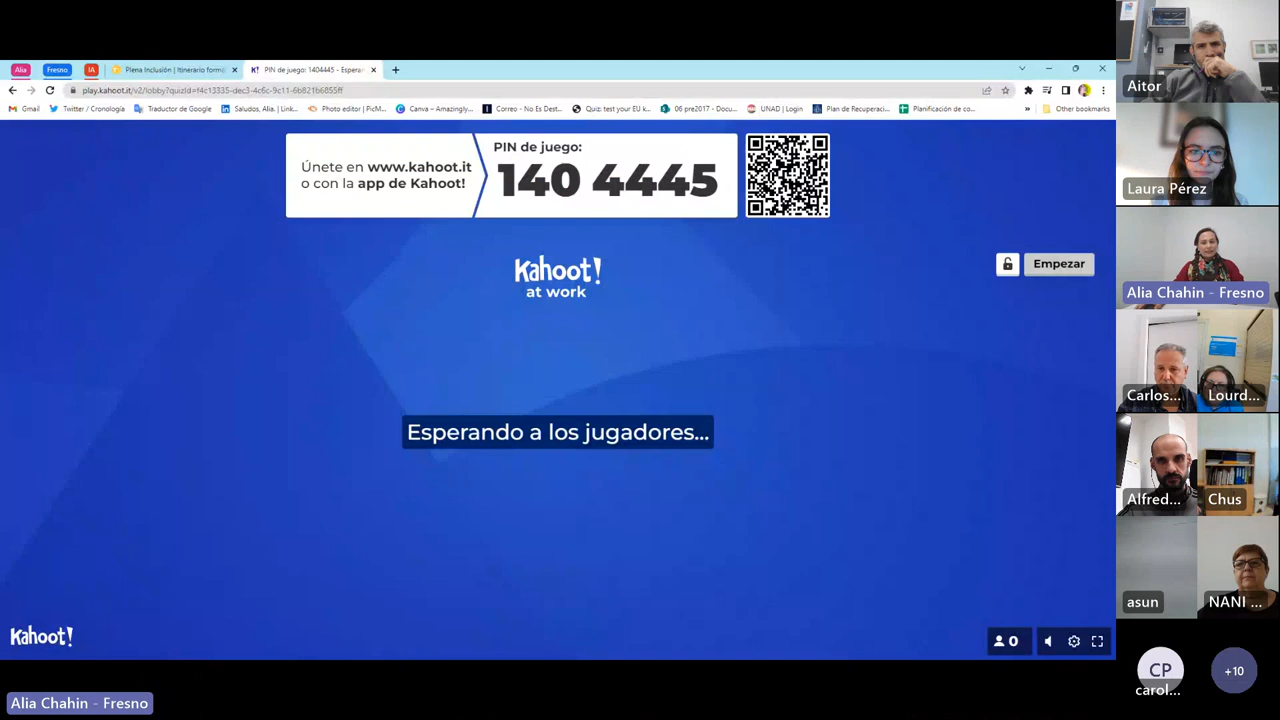 Alia
Fresno
IA
Plena Inclusión | Itinerario form
K! PIN de juego: 1404445 - Espera
play.kahoot.it/v2/lobby?quizId=f4c13335-dec3-4c6c-9c11-6b821b6855ff
Gmail
Twitter / Cronología
Traductor de Google
Saludos, Alia. | Link...
Photo editor | PicM...
Canva – Amazingly...
Correo - No Es Dest...
Quiz: test your EU k...
06 pre2017 - Docu...
UNAD | Login
Plan de Recuperaci...
Planificación de co...
»
Other bookmarks
Únete en www.kahoot.it
o con la app de Kahoot!
PIN de juego:
140 4445
Kahoot!
at work
Empezar
Esperando a los jugadores...
Kahoot!
0
Aitor
Laura Pérez
Alia Chahin - Fresno
Carlos...
Lourd...
Alfred...
Chus
asun
NANI ...
CP
carol...
+10
Alia Chahin - Fresno